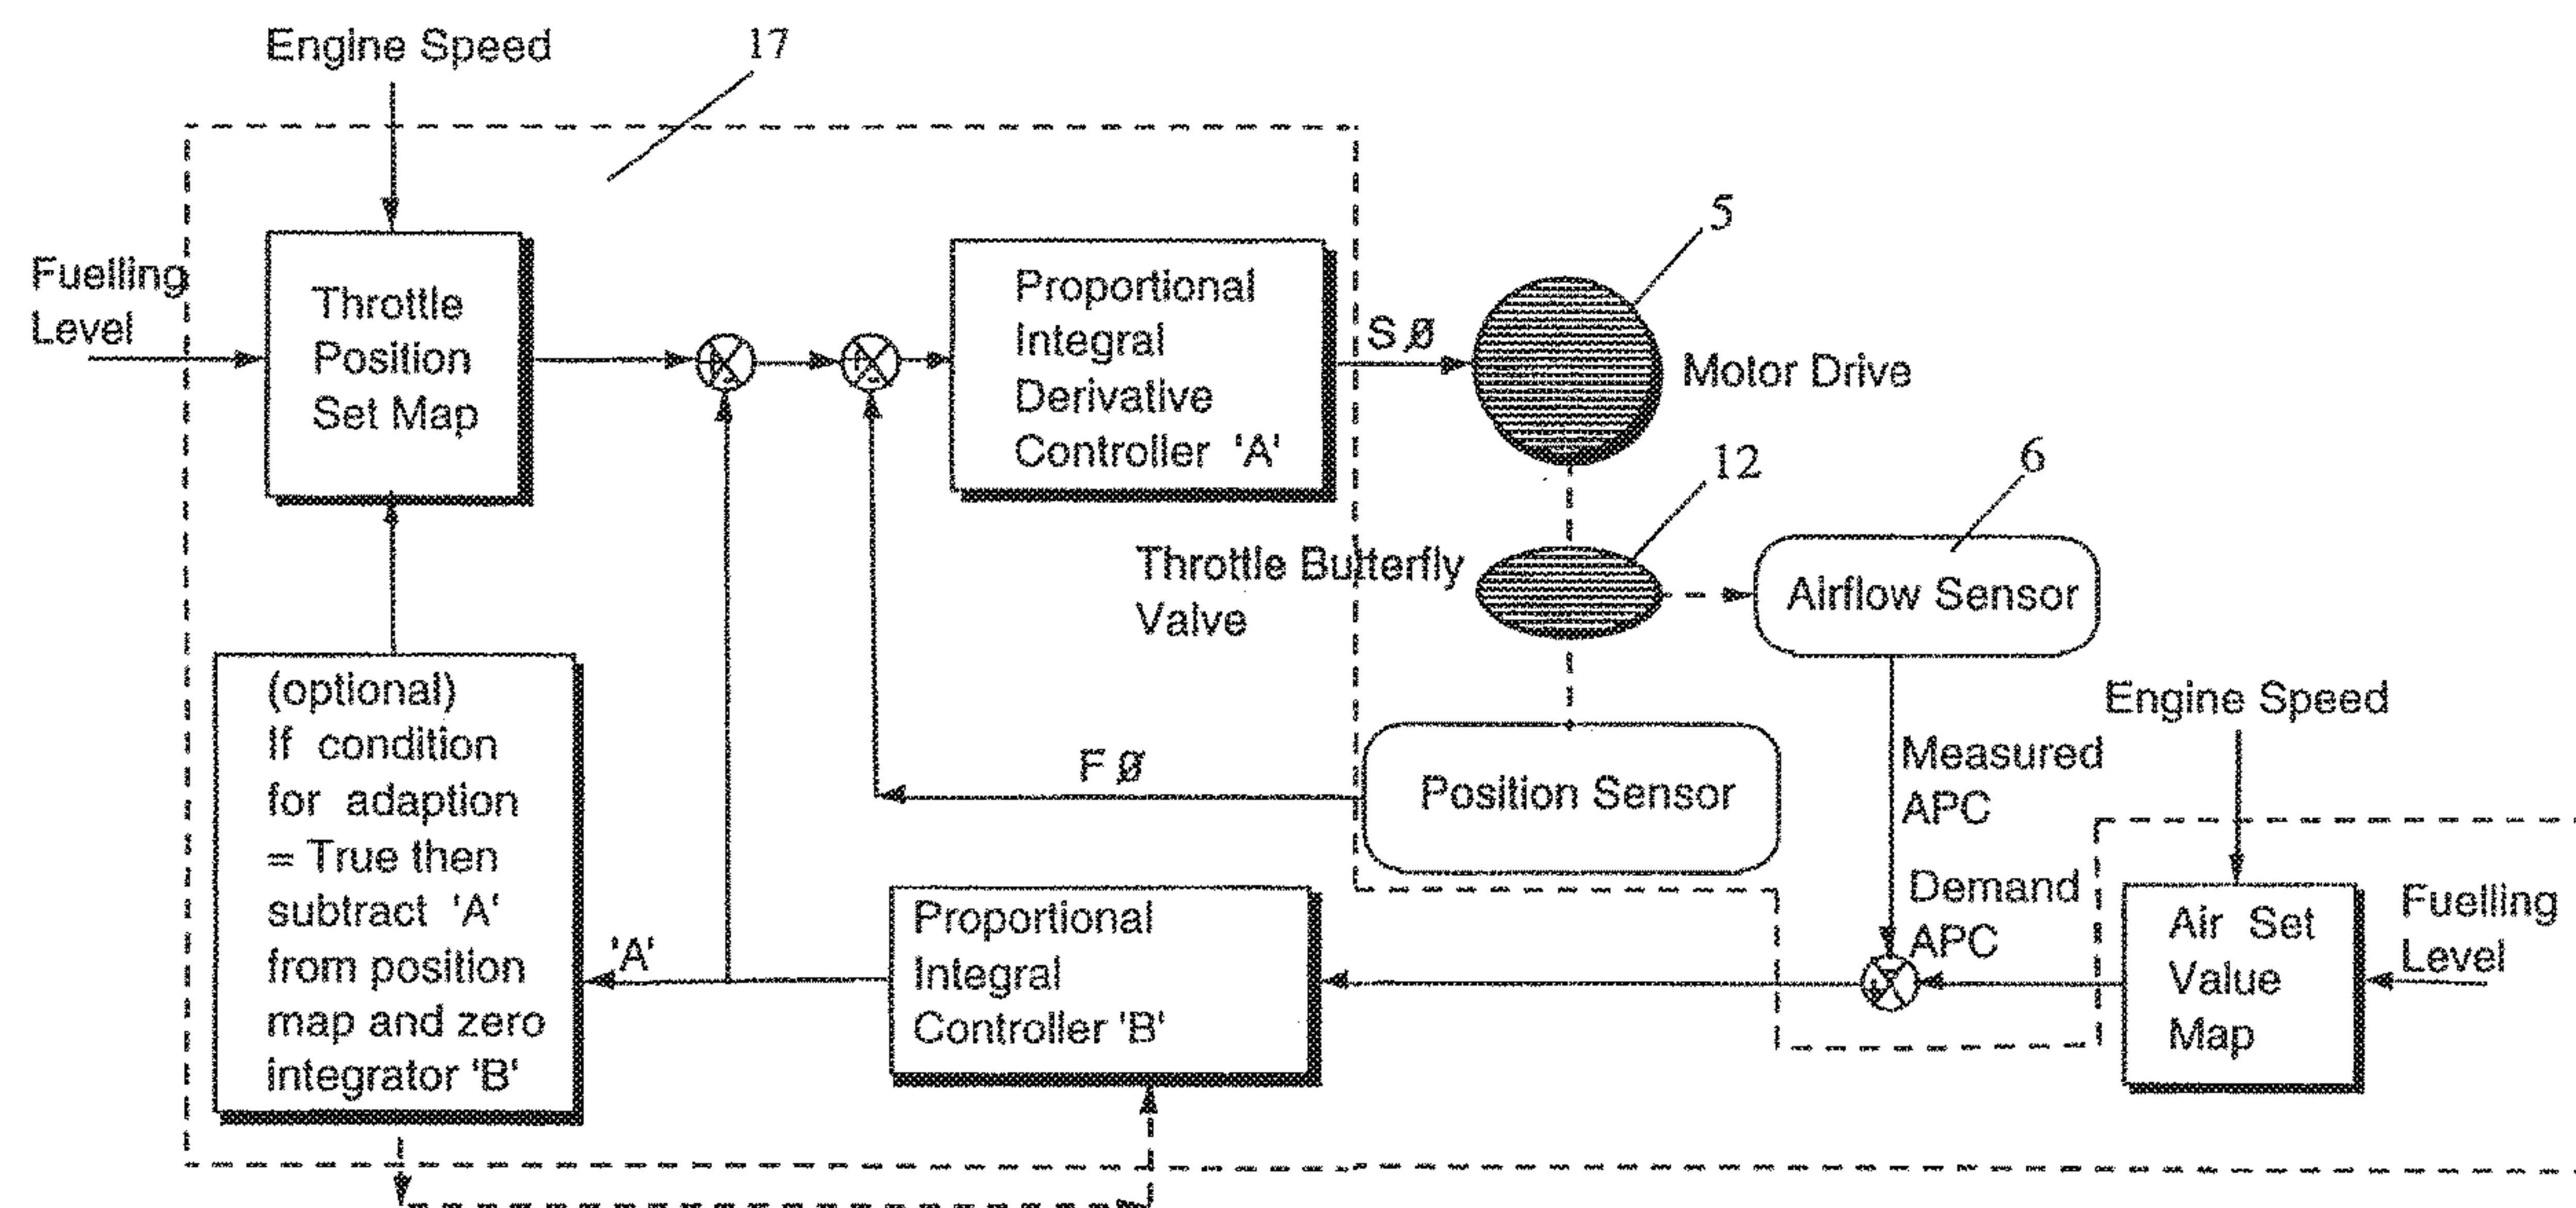 Engine Speed
17
Fuelling
Level
Throttle
Position
Set Map
Proportional
Integral
Derivative
Controller 'A'
S Ø
5
Motor Drive
12
6
Throttle Butterfly
Valve
Airflow Sensor
(optional)
If condition
for adaption
= True then
subtract 'A'
from position
map and zero
integrator 'B'
F Ø
Position Sensor
Measured
APC
Engine Speed
Demand
APC
'A'
Proportional
Integral
Controller 'B'
Air Set
Value
Map
Fuelling
Level